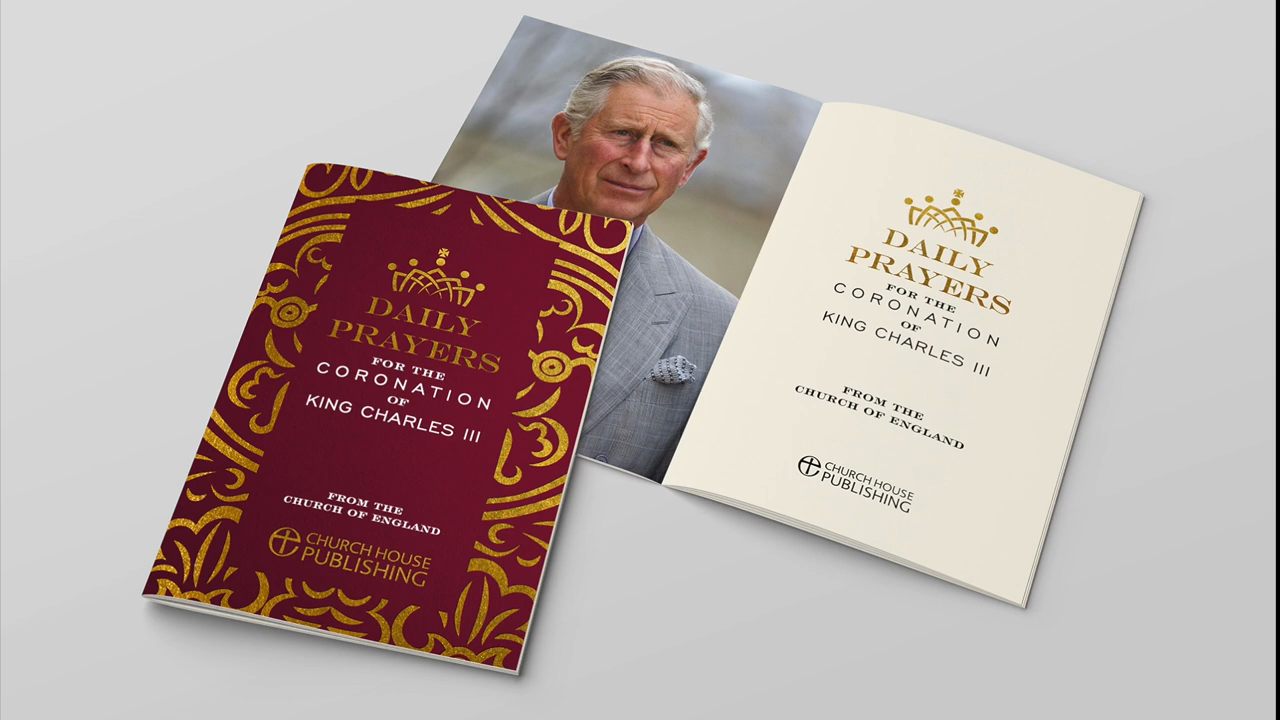 DAILY
PRAYERS
FOR THE
CORONATION
OF
KING CHARLES III
FROM THE
CHURCH OF ENGLAND
CHURCH HOUSE
PUBLISHING
DAILY
PRAYERS
FOR THE
CORONATION
OF
KING CHARLES III
FROM THE
CHURCH OF ENGLAND
CHURCH HOUSE
PUBLISHING